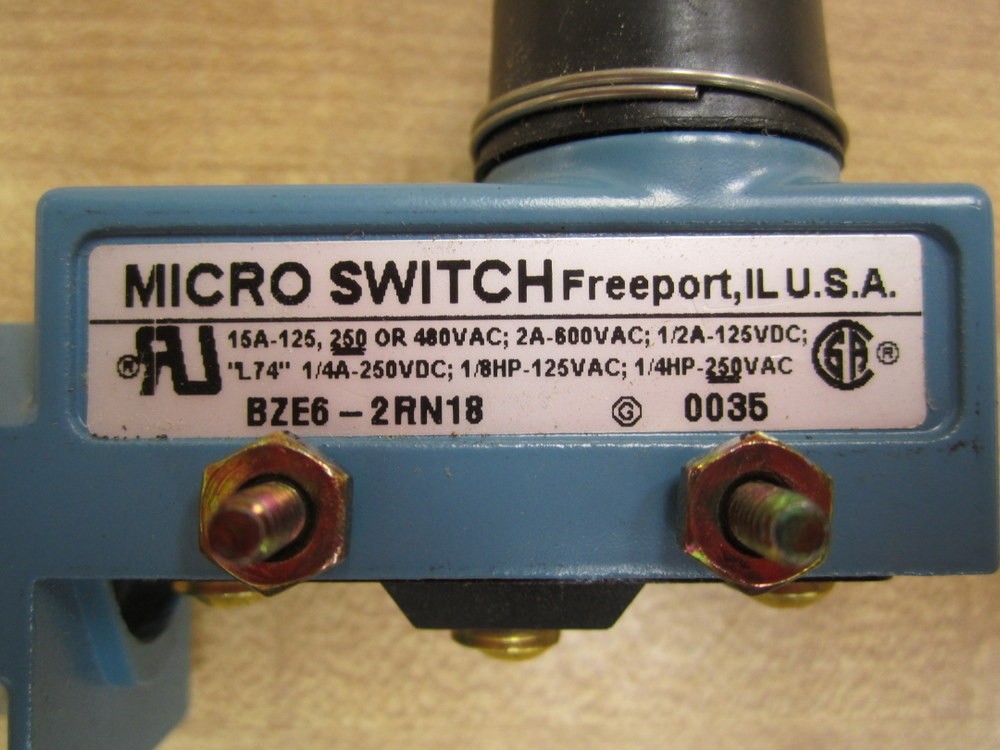 MICRO SWITCH Freeport, IL U.S.A.
15A-125, 250 OR 480VAC; 2A-600VAC; 1/2A-125VDC;
"L74" 1/4A-250VDC; 1/8HP-125VAC; 1/4HP-250VAC
BZE6-2RN18 G 0035